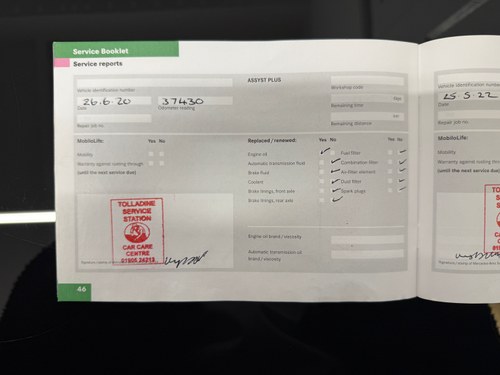 Service Booklet
Service reports
Vehicle identification number
ASSYST PLUS
Workshop code
26.6.20 37430
Date Odometer reading
days
Remaining time
Repair job no.
Remaining distance
MobiloLife: Yes No
Replaced / renewed: Yes No Yes No
Mobility
Engine oil
Fuel filter
Warranty against rusting through
Automatic transmission fluid
Combination filter
(until the next service due)
Brake fluid
Air filter element
Coolant
Dust filter
Brake linings, front axle
Spark plugs
Brake linings, rear axle
TOLLADINE
SERVICE
STATION
CAR CARE
CENTRE
Engine oil brand / viscosity
Automatic transmission oil
brand / viscosity
46
Vehicle identification number
25 5.22
Date
Repair job no.
MobiloLife:
Mobility
Warranty against rusting
(until the next service due)